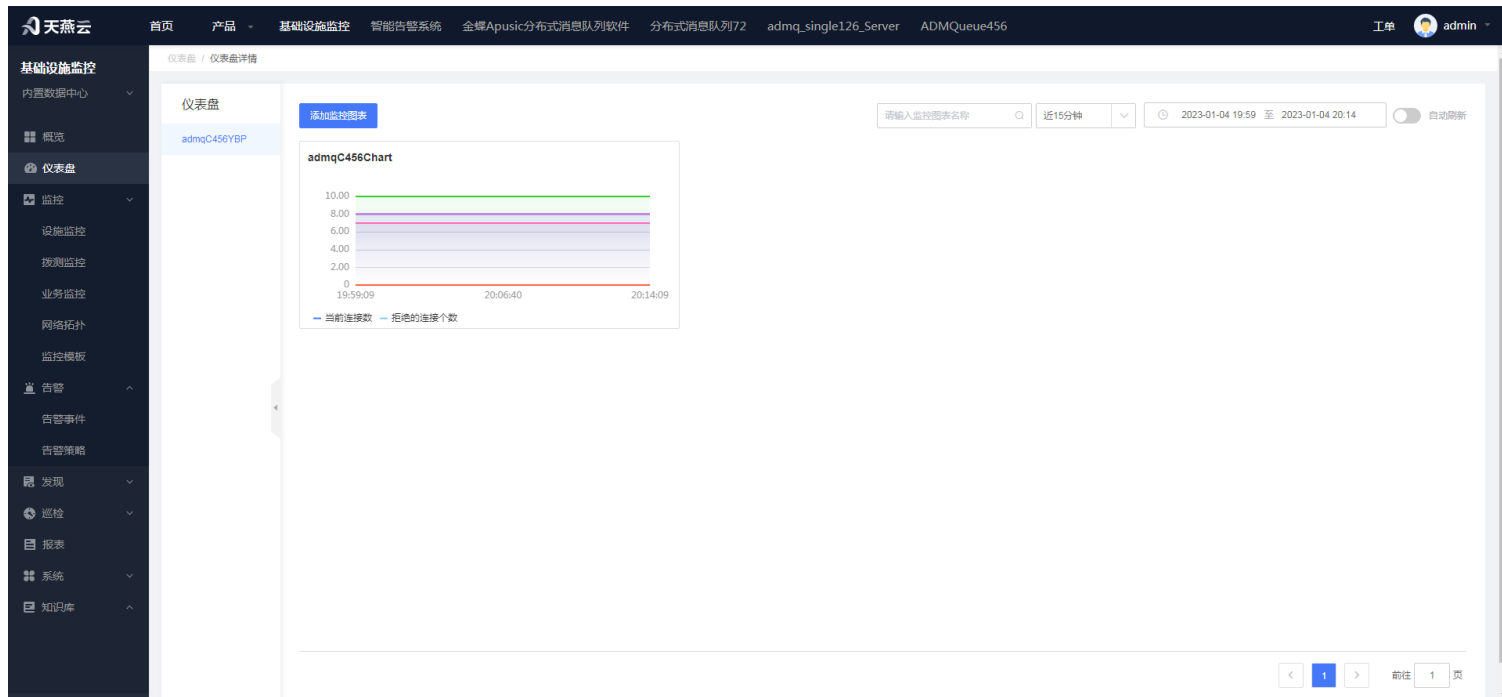 天燕云
首页 产品 基础设施监控 智能告警系统 金蝶Apusic分布式消息队列软件 分布式消息队列72 admq_single126_Server ADMQueue456 工单 admin
基础设施监控
内置数据中心
概览
仪表盘
监控
设施监控
拨测监控
业务监控
网络拓扑
监控模板
告警
告警事件
告警策略
发现
巡检
报表
系统
知识库
仪表盘 / 仪表盘详情
仪表盘
admqC456YBP
添加监控图表 请输入监控图表名称 近15分钟 2023-01-04 19:59 至 2023-01-04 20:14 自动刷新
admqC456Chart
10.00
8.00
6.00
4.00
2.00
0
19:59:09 20:06:40 20:14:09
当前连接数 拒绝的连接个数
< 1 > 前往 1 页